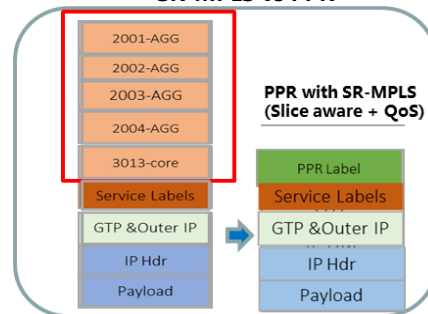 2001-AGG
2002-AGG
2003-AGG
2004-AGG
3013-core
Service Labels
GTP &Outer IP
IP Hdr
Payload
PPR with SR-MPLS
(Slice aware + QoS)
PPR Label
Service Labels
GTP &Outer IP
IP Hdr
Payload